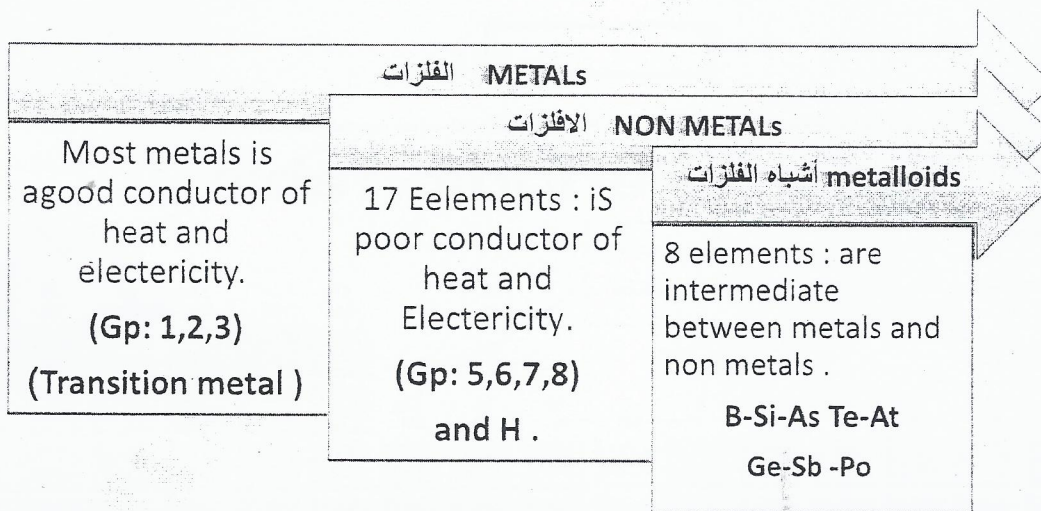 الفلزات METALs
الافلزات NON METALs
أشباه الفلزات metalloids
Most metals is
agood conductor of
heat and
electericity.
(Gp: 1,2,3)
(Transition metal )
17 Eelements : iS
poor conductor of
heat and
Electericity.
(Gp: 5,6,7,8)
and H .
8 elements : are
intermediate
between metals and
non metals .
B-Si-As Te-At
Ge-Sb -Po